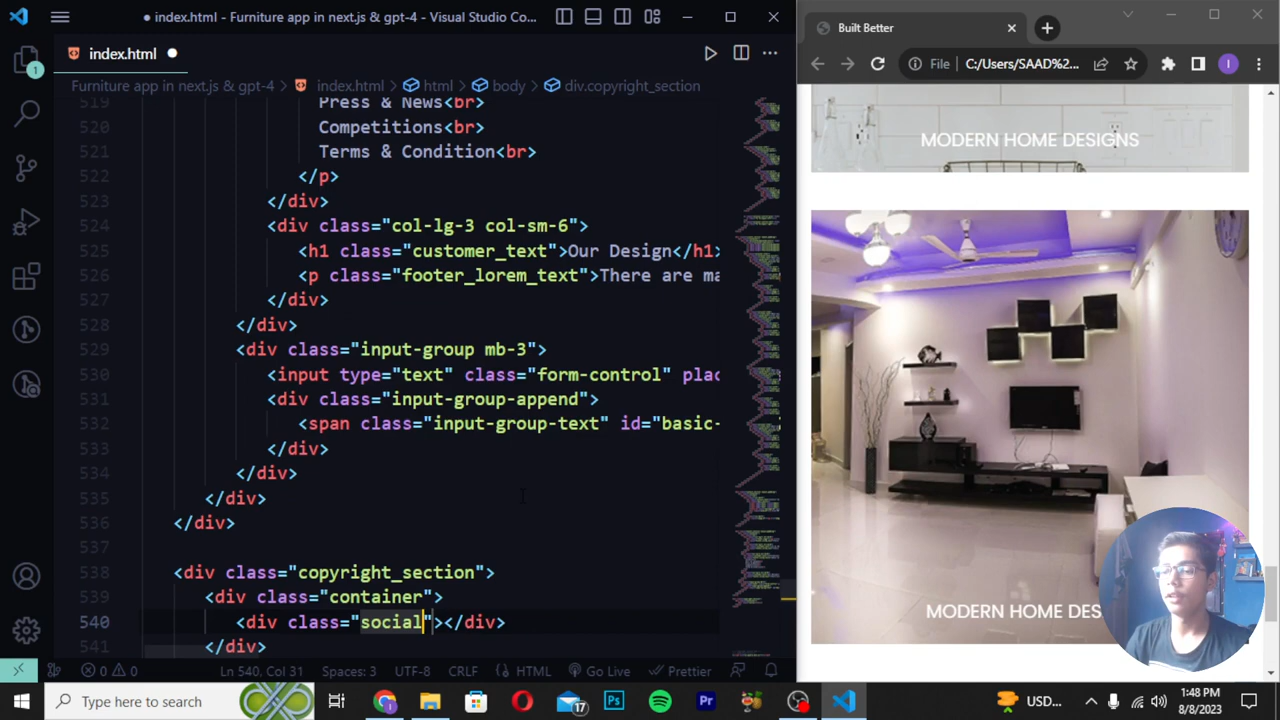 index.html - Furniture app in next.js & gpt-4 - Visual Studio Co...
index.html
Furniture app in next.js & gpt-4 > index.html > html > body > div.copyright_section
519 Press & News<br>
520 Competitions<br>
521 Terms & Condition<br>
522 </p>
523 </div>
524 <div class="col-lg-3 col-sm-6">
525 <h1 class="customer_text">Our Design</h1>
526 <p class="footer_lorem_text">There are ma
527 </div>
528 </div>
529 <div class="input-group mb-3">
530 <input type="text" class="form-control" plac
531 <div class="input-group-append">
532 <span class="input-group-text" id="basic-
533 </div>
534 </div>
535 </div>
536 </div>
537
538 <div class="copyright_section">
539 <div class="container">
540 <div class="social"></div>
541 </div>
0 0 Ln 540, Col 31 Spaces: 3 UTF-8 CRLF HTML Go Live Prettier
Built Better
File C:/Users/SAAD%2...
I
MODERN HOME DESIGNS
MODERN HOME DES
1
Type here to search
17
Ps
Pr
USD...
1:48 PM
8/8/2023